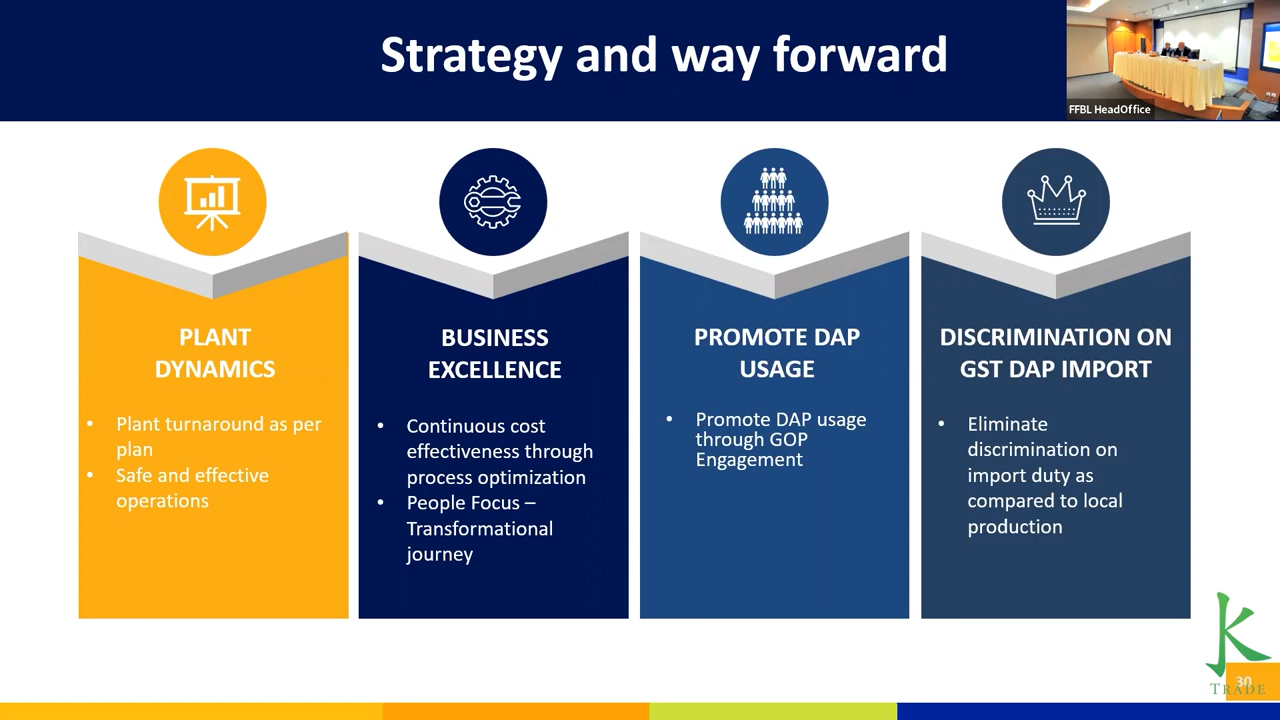 Strategy and way forward
FFBL HeadOffice
PLANT
DYNAMICS
• Plant turnaround as per
plan
• Safe and effective
operations
BUSINESS
EXCELLENCE
• Continuous cost
effectiveness through
process optimization
• People Focus –
Transformational
journey
PROMOTE DAP
USAGE
• Promote DAP usage
through GOP
Engagement
DISCRIMINATION ON
GST DAP IMPORT
• Eliminate
discrimination on
import duty as
compared to local
production
K
TRADE
30